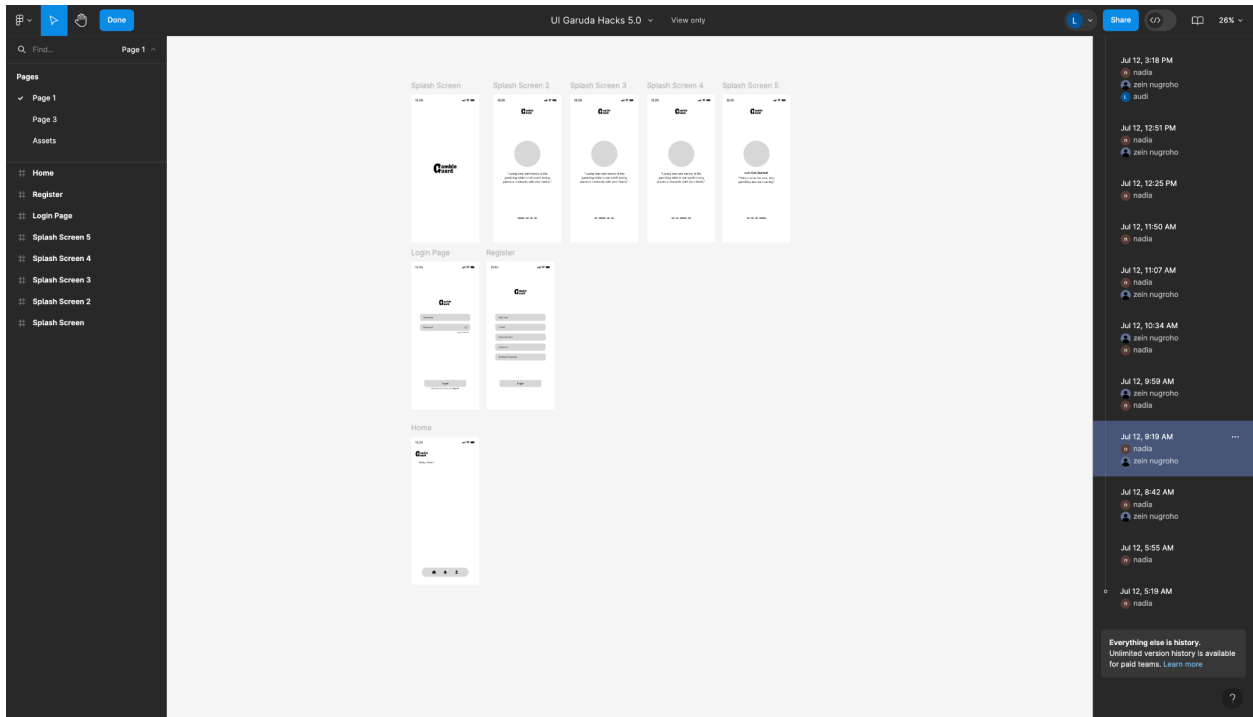 Done
UI Garuda Hacks 5.0
View only
L
Share
26%
Find...
Page 1
Pages
Page 1
Page 3
Assets
Home
Register
Login Page
Splash Screen 5
Splash Screen 4
Splash Screen 3
Splash Screen 2
Splash Screen
Splash Screen
Splash Screen 2
Splash Screen 3
Splash Screen 4
Splash Screen 5
Gamble
Guard
Let's Get Started!
Login Page
Register
Home
Jul 12, 3:18 PM
n nadia
zein nugroho
L audi
Jul 12, 12:51 PM
n nadia
zein nugroho
Jul 12, 12:25 PM
n nadia
Jul 12, 11:50 AM
n nadia
Jul 12, 11:07 AM
n nadia
zein nugroho
Jul 12, 10:34 AM
zein nugroho
n nadia
Jul 12, 9:59 AM
zein nugroho
n nadia
Jul 12, 9:19 AM
n nadia
zein nugroho
Jul 12, 8:42 AM
n nadia
zein nugroho
Jul 12, 5:55 AM
n nadia
Jul 12, 5:19 AM
n nadia
Everything else is history.
Unlimited version history is available
for paid teams. Learn more
?